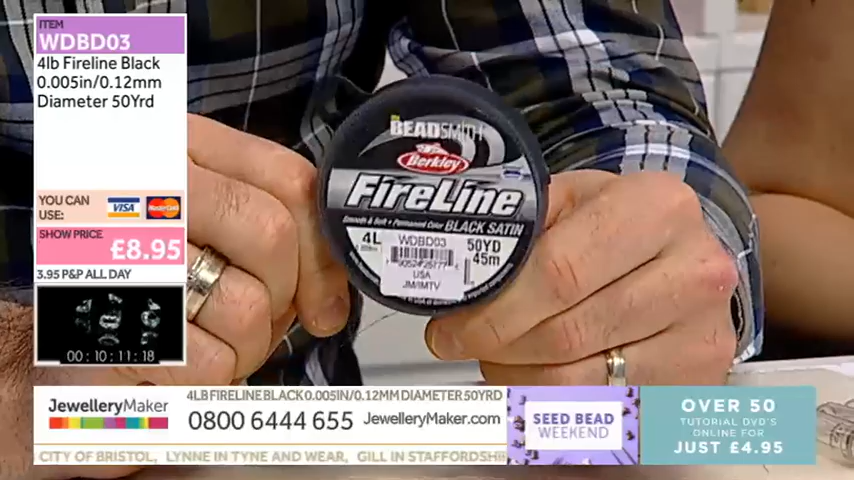 ITEM
WDBD03
4lb Fireline Black
0.005in/0.12mm
Diameter 50Yrd
YOU CAN
USE:
VISA
MasterCard
SHOW PRICE
£8.95
3.95 P&P ALL DAY
00:10:11:18
BEADSMITH
Berkley
FIRELINE
Smooth & Soft • Permanent Color BLACK SATIN
4L
50YD
45m
WDBD03
USA
JM/IMTV
JewelleryMaker
4LB FIRELINE BLACK 0.005IN/0.12MM DIAMETER 50YRD
0800 6444 655
JewelleryMaker.com
CITY OF BRISTOL, LYNNE IN TYNE AND WEAR, GILL IN STAFFORDSH
SEED BEAD
WEEKEND
OVER 50
TUTORIAL DVD'S
ONLINE FOR
JUST £4.95